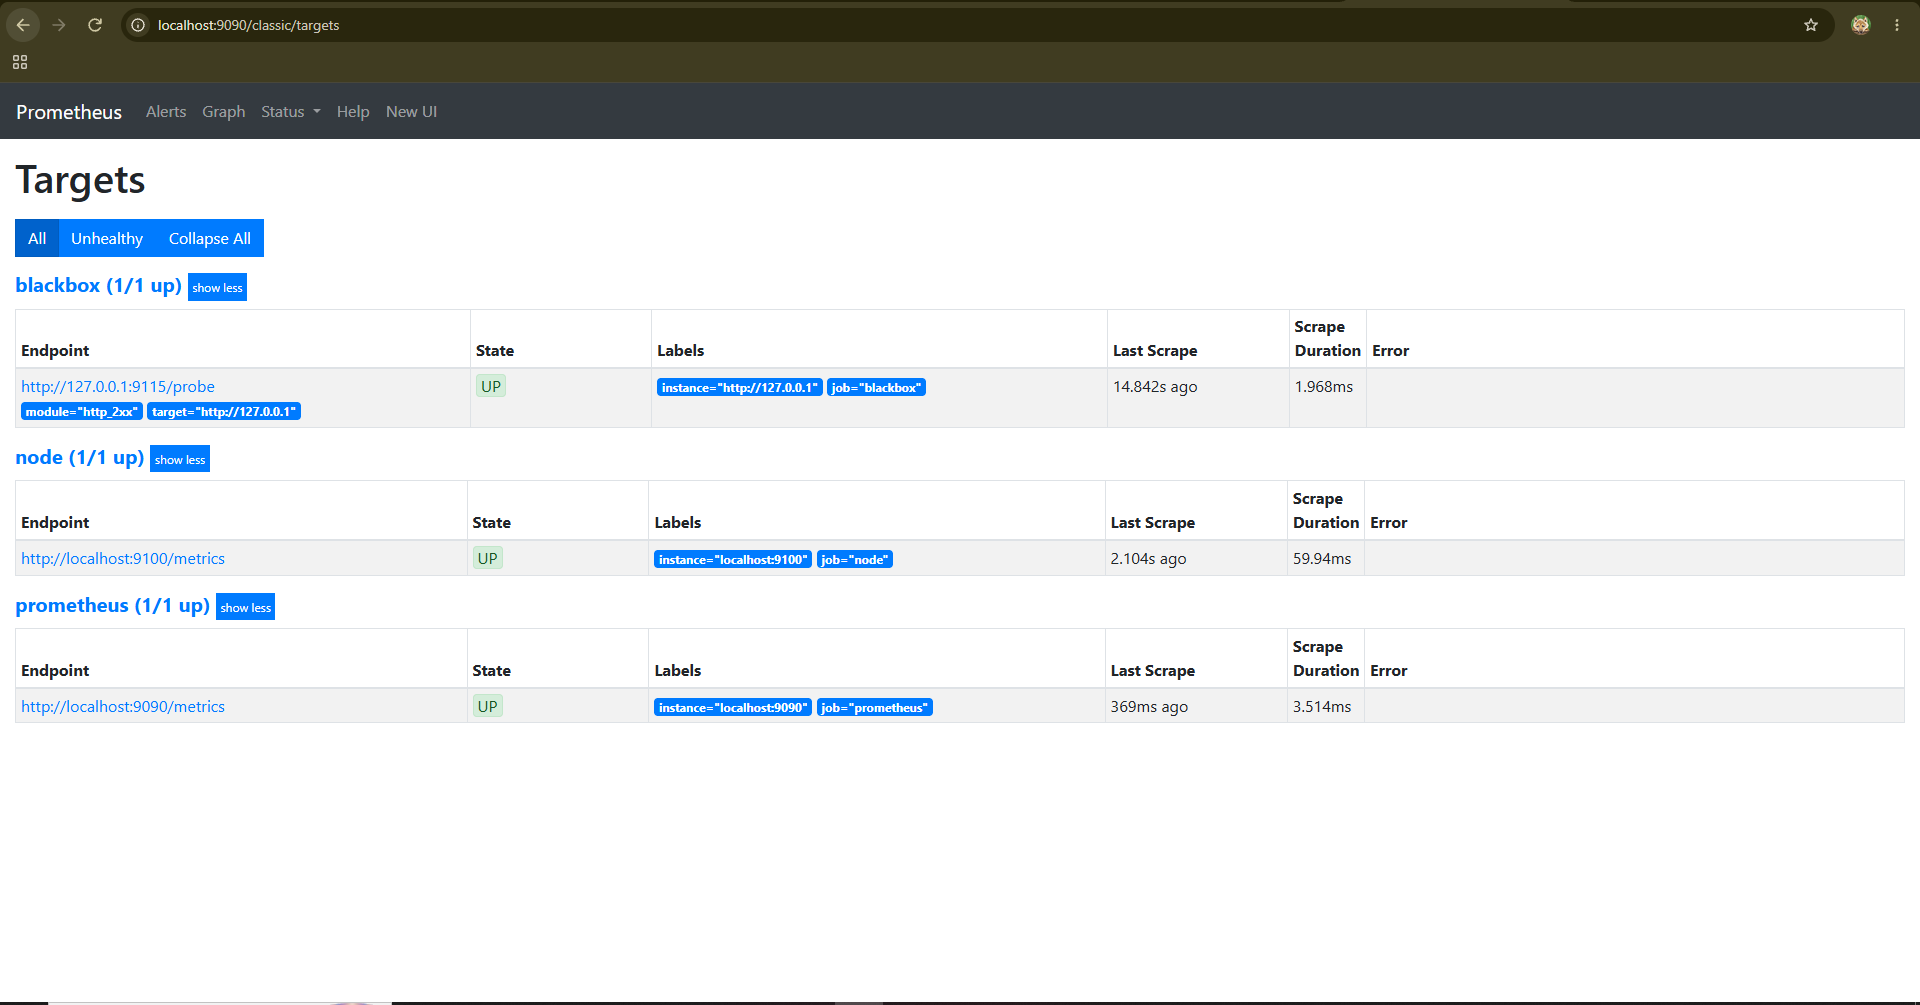 localhost:9090/classic/targets
Prometheus Alerts Graph Status Help New UI
Targets
All Unhealthy Collapse All
blackbox (1/1 up) show less
Endpoint State Labels Last Scrape Scrape Duration Error
http://127.0.0.1:9115/probe UP instance="http://127.0.0.1" job="blackbox" 14.842s ago 1.968ms
module="http_2xx" target="http://127.0.0.1"
node (1/1 up) show less
Endpoint State Labels Last Scrape Scrape Duration Error
http://localhost:9100/metrics UP instance="localhost:9100" job="node" 2.104s ago 59.94ms
prometheus (1/1 up) show less
Endpoint State Labels Last Scrape Scrape Duration Error
http://localhost:9090/metrics UP instance="localhost:9090" job="prometheus" 369ms ago 3.514ms